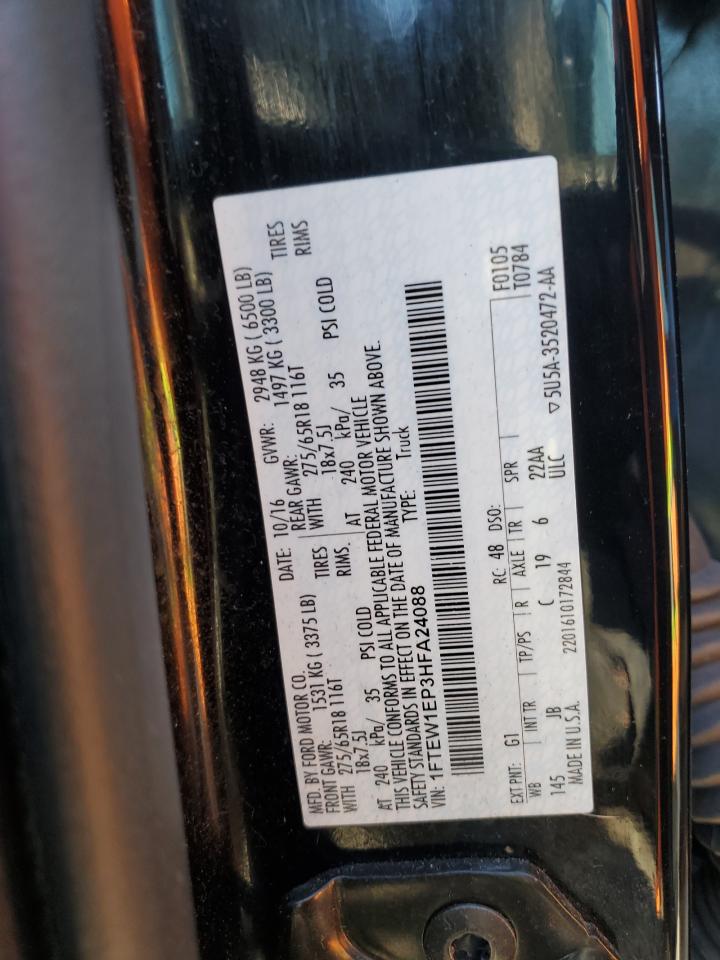 MFD. BY FORD MOTOR CO. DATE: 10/16 GVWR: 2948 KG ( 6500 LB)
FRONT GAWR: 1531 KG ( 3375 LB) REAR GAWR: 1497 KG ( 3300 LB)
WITH 275/65R18 116T TIRES WITH 275/65R18 116T TIRES
18x7.5J RIMS. 18x7.5J RIMS
AT 240 kPa/ 35 PSI COLD AT 240 kPa/ 35 PSI COLD
THIS VEHICLE CONFORMS TO ALL APPLICABLE FEDERAL MOTOR VEHICLE
SAFETY STANDARDS IN EFFECT ON THE DATE OF MANUFACTURE SHOWN ABOVE.
VIN: 1FTEW1EP3HFA24088 TYPE: Truck
EXT PNT: G1 RC: 48 DSO: F0105
WB INT TR TP/PS R AXLE TR SPR T0784
145 JB C 19 6 22AA
MADE IN U.S.A. 2201610172844 ULC ▽5U5A-3520472-AA